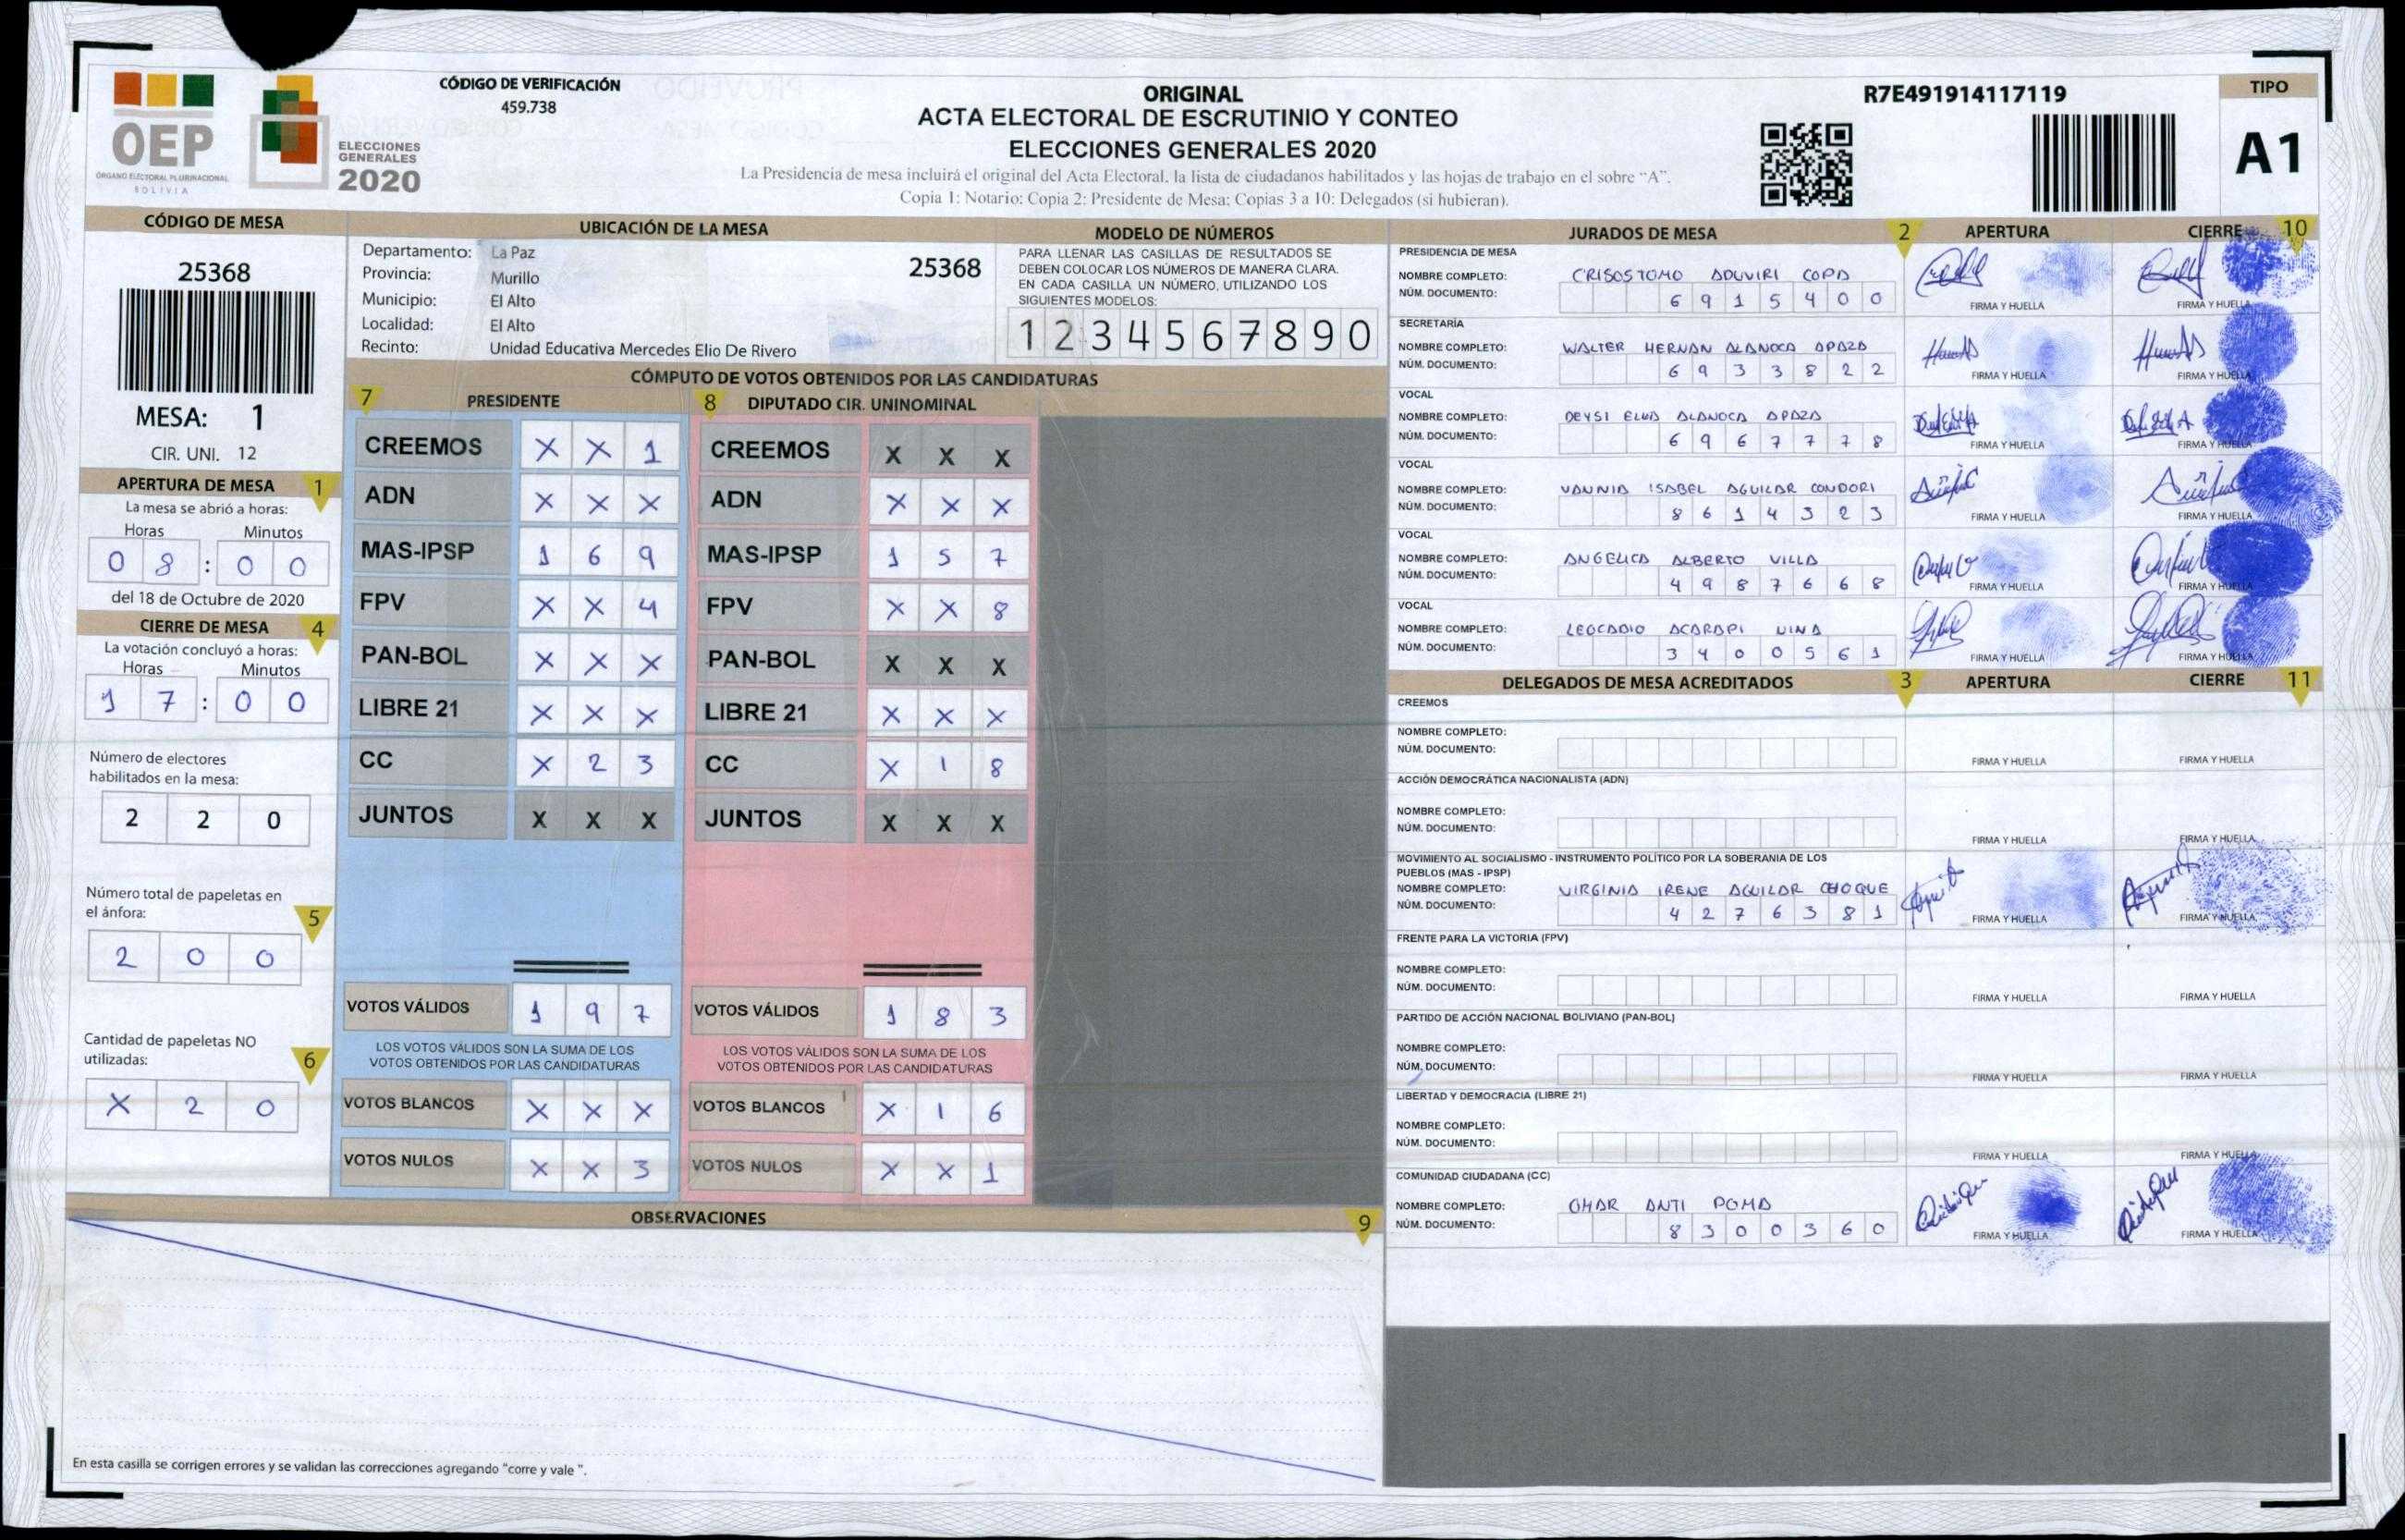 OEP
ÓRGANO ELECTORAL PLURINACIONAL
BOLIVIA
ELECCIONES
GENERALES
2020
CÓDIGO DE VERIFICACIÓN
459.738
ORIGINAL
ACTA ELECTORAL DE ESCRUTINIO Y CONTEO
ELECCIONES GENERALES 2020
La Presidencia de mesa incluirá el original del Acta Electoral, la lista de ciudadanos habilitados y las hojas de trabajo en el sobre "A".
Copia 1: Notario; Copia 2: Presidente de Mesa; Copias 3 a 10: Delegados (si hubieran).
R7E491914117119
TIPO
A1
CÓDIGO DE MESA
25368
MESA: 1
CIR. UNI. 12
APERTURA DE MESA 1
La mesa se abrió a horas:
Horas Minutos
0 8 : 0 0
del 18 de Octubre de 2020
CIERRE DE MESA 4
La votación concluyó a horas:
Horas Minutos
1 7 : 0 0
Número de electores
habilitados en la mesa:
2 2 0
Número total de papeletas en
el ánfora: 5
2 0 0
Cantidad de papeletas NO
utilizadas: 6
X 2 0
UBICACIÓN DE LA MESA
Departamento: La Paz
Provincia: Murillo
Municipio: El Alto
Localidad: El Alto
Recinto: Unidad Educativa Mercedes Elio De Rivero
25368
MODELO DE NÚMEROS
PARA LLENAR LAS CASILLAS DE RESULTADOS SE
DEBEN COLOCAR LOS NÚMEROS DE MANERA CLARA.
EN CADA CASILLA UN NÚMERO, UTILIZANDO LOS
SIGUIENTES MODELOS:
1 2 3 4 5 6 7 8 9 0
CÓMPUTO DE VOTOS OBTENIDOS POR LAS CANDIDATURAS
7 PRESIDENTE
CREEMOS X X 1
ADN X X X
MAS-IPSP 1 6 9
FPV X X 4
PAN-BOL X X X
LIBRE 21 X X X
CC X 2 3
JUNTOS X X X
VOTOS VÁLIDOS 1 9 7
LOS VOTOS VÁLIDOS SON LA SUMA DE LOS
VOTOS OBTENIDOS POR LAS CANDIDATURAS
VOTOS BLANCOS X X X
VOTOS NULOS X X 3
8 DIPUTADO CIR. UNINOMINAL
CREEMOS X X X
ADN X X X
MAS-IPSP 1 5 7
FPV X X 8
PAN-BOL X X X
LIBRE 21 X X X
CC X 1 8
JUNTOS X X X
VOTOS VÁLIDOS 1 8 3
LOS VOTOS VÁLIDOS SON LA SUMA DE LOS
VOTOS OBTENIDOS POR LAS CANDIDATURAS
VOTOS BLANCOS X 1 6
VOTOS NULOS X X 1
OBSERVACIONES 9
En esta casilla se corrigen errores y se validan las correcciones agregando "corre y vale ".
JURADOS DE MESA 2 APERTURA CIERRE 10
PRESIDENCIA DE MESA
NOMBRE COMPLETO: CRISOSTOMO ADUVIRI COPA
NÚM. DOCUMENTO: 6 9 1 5 4 0 0
FIRMA Y HUELLA FIRMA Y HUELLA
SECRETARÍA
NOMBRE COMPLETO: WALTER HERNAN ALANOCA APAZA
NÚM. DOCUMENTO: 6 9 3 3 8 2 2
FIRMA Y HUELLA FIRMA Y HUELLA
VOCAL
NOMBRE COMPLETO: DEYSI ELVA ALANOCA APAZA
NÚM. DOCUMENTO: 6 9 6 7 7 7 8
FIRMA Y HUELLA FIRMA Y HUELLA
VOCAL
NOMBRE COMPLETO: VANNIA ISABEL AGUILAR CONDORI
NÚM. DOCUMENTO: 8 6 1 4 3 2 3
FIRMA Y HUELLA FIRMA Y HUELLA
VOCAL
NOMBRE COMPLETO: ANGELICA ALBERTO VILLA
NÚM. DOCUMENTO: 4 9 8 7 6 6 8
FIRMA Y HUELLA FIRMA Y HUELLA
VOCAL
NOMBRE COMPLETO: LEOCADIO ACARAPI NINA
NÚM. DOCUMENTO: 3 4 0 0 5 6 1
FIRMA Y HUELLA FIRMA Y HUELLA
DELEGADOS DE MESA ACREDITADOS 3 APERTURA CIERRE 11
CREEMOS
NOMBRE COMPLETO:
NÚM. DOCUMENTO:
FIRMA Y HUELLA FIRMA Y HUELLA
ACCIÓN DEMOCRÁTICA NACIONALISTA (ADN)
NOMBRE COMPLETO:
NÚM. DOCUMENTO:
FIRMA Y HUELLA FIRMA Y HUELLA
MOVIMIENTO AL SOCIALISMO - INSTRUMENTO POLÍTICO POR LA SOBERANIA DE LOS
PUEBLOS (MAS - IPSP)
NOMBRE COMPLETO: VIRGINIA IRENE AGUILAR CHOQUE
NÚM. DOCUMENTO: 4 2 7 6 3 8 1
FIRMA Y HUELLA FIRMA Y HUELLA
FRENTE PARA LA VICTORIA (FPV)
NOMBRE COMPLETO:
NÚM. DOCUMENTO:
FIRMA Y HUELLA FIRMA Y HUELLA
PARTIDO DE ACCIÓN NACIONAL BOLIVIANO (PAN-BOL)
NOMBRE COMPLETO:
NÚM. DOCUMENTO:
FIRMA Y HUELLA FIRMA Y HUELLA
LIBERTAD Y DEMOCRACIA (LIBRE 21)
NOMBRE COMPLETO:
NÚM. DOCUMENTO:
FIRMA Y HUELLA FIRMA Y HUELLA
COMUNIDAD CIUDADANA (CC)
NOMBRE COMPLETO: OMAR ANTI POMA
NÚM. DOCUMENTO: 8 3 0 0 3 6 0
FIRMA Y HUELLA FIRMA Y HUELLA